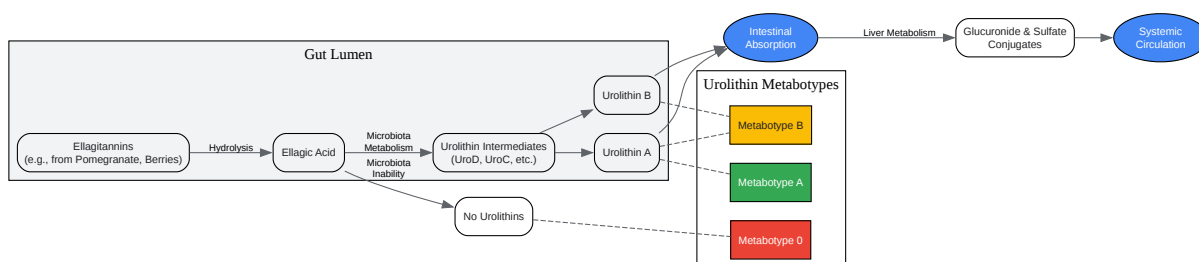 Gut Lumen
Ellagitannins
(e.g., from Pomegranate, Berries)
Hydrolysis
Ellagic Acid
Microbiota
Metabolism
Microbiota
Inability
Urolithin Intermediates
(UroD, UroC, etc.)
Urolithin B
Urolithin A
No Urolithins
Intestinal
Absorption
Liver Metabolism
Glucuronide & Sulfate
Conjugates
Systemic
Circulation
Urolithin Metabotypes
Metabotype B
Metabotype A
Metabotype 0